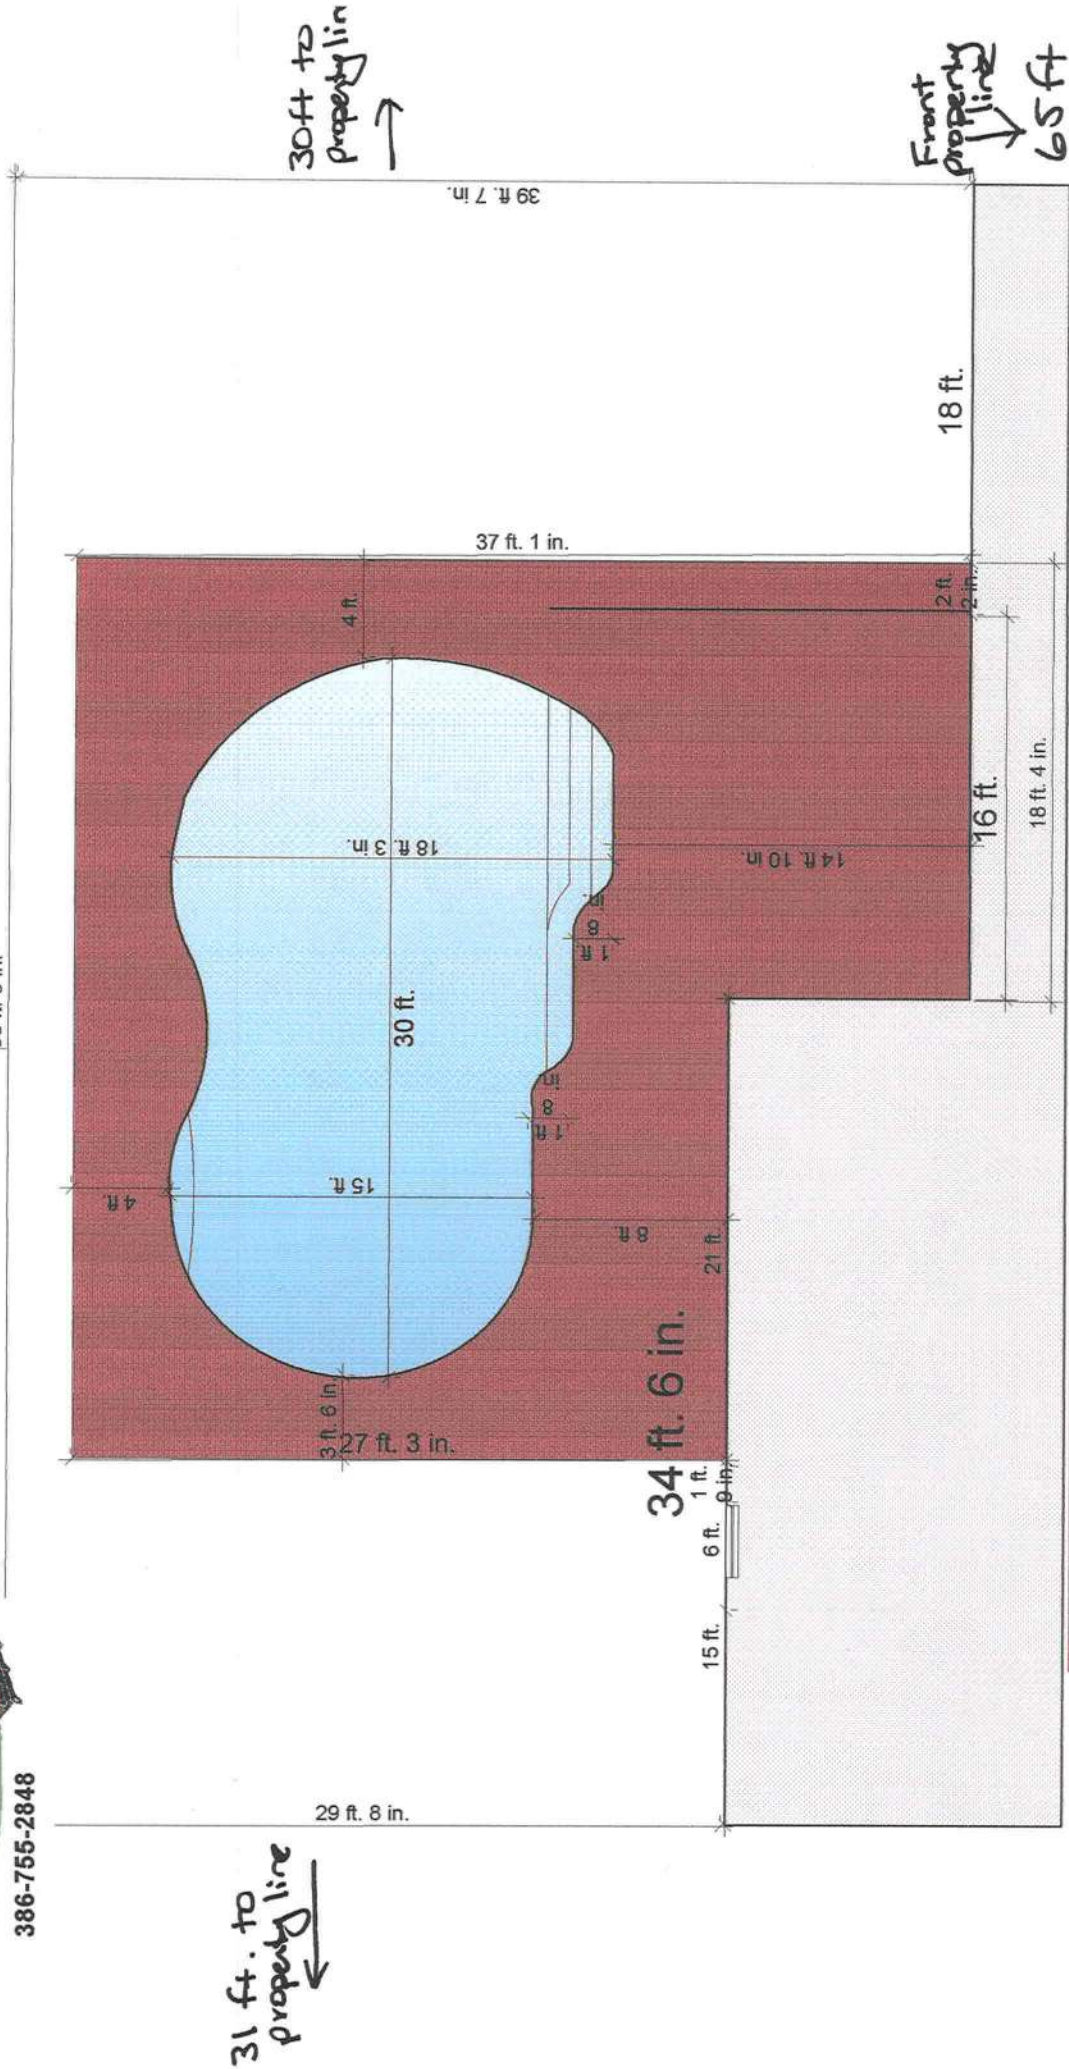 30ft to
property lin
39 ft. 7 in.
Front
property
line
65 ft
18 ft.
37 ft. 1 in.
4 ft.
2 ft.
2 in.
16 ft.
18 ft. 4 in.
18 ft. 3 in.
14 ft. 10 in.
1 ft.
8
in.
30 ft.
1 ft.
8
in.
4 ft.
15 ft.
8 ft.
21 ft.
34 ft. 6 in.
3 ft. 6 in.
27 ft. 3 in.
1 ft.
9 in.
6 ft.
15 ft.
29 ft. 8 in.
386-755-2848
31 ft. to
property line